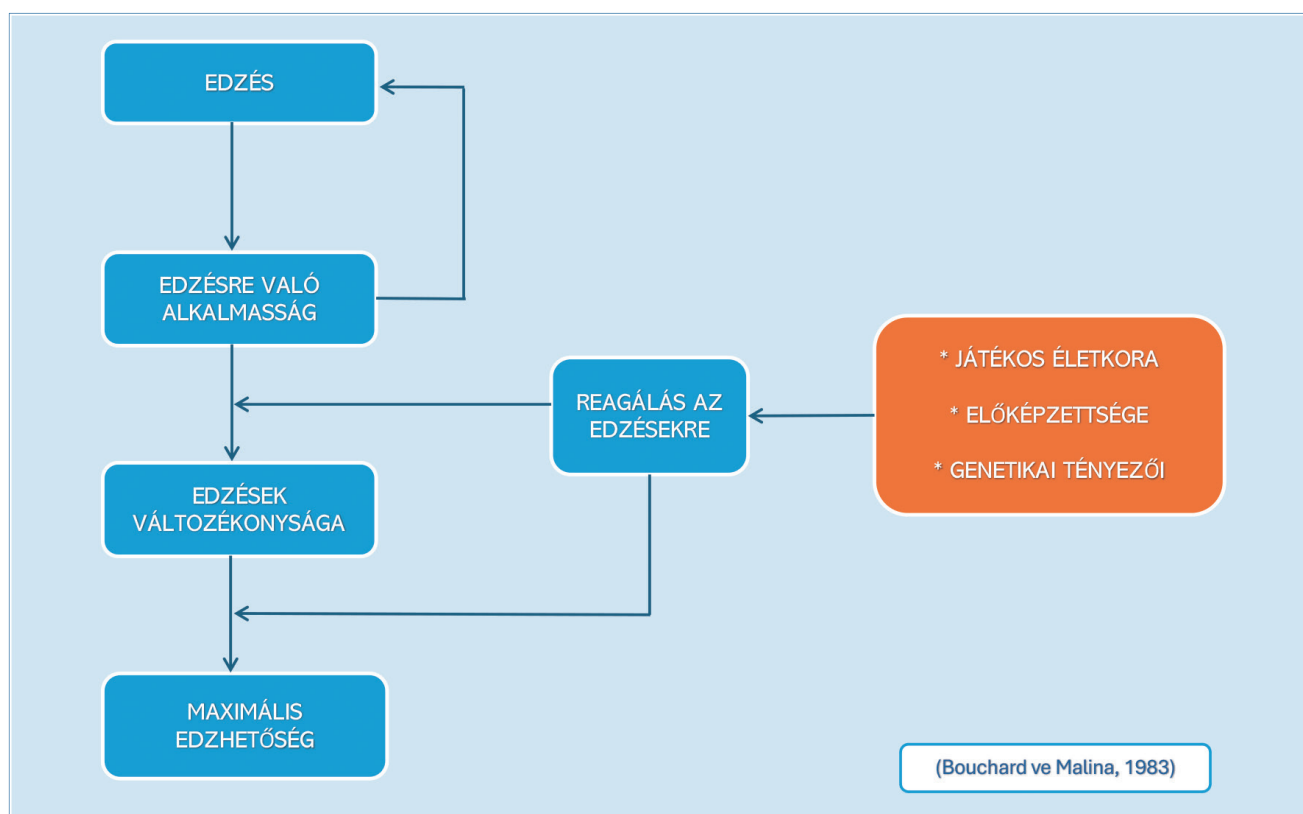 EDZÉS
EDZÉSRE VALÓ
ALKALMASSÁG
REAGÁLÁS AZ
EDZÉSEKRE
* JÁTÉKOS ÉLETKORA
* ELŐKÉPZETTSÉGE
* GENETIKAI TÉNYEZŐI
EDZÉSEK
VÁLTOZÉKONYSÁGA
MAXIMÁLIS
EDZHETŐSÉG
(Bouchard ve Malina, 1983)